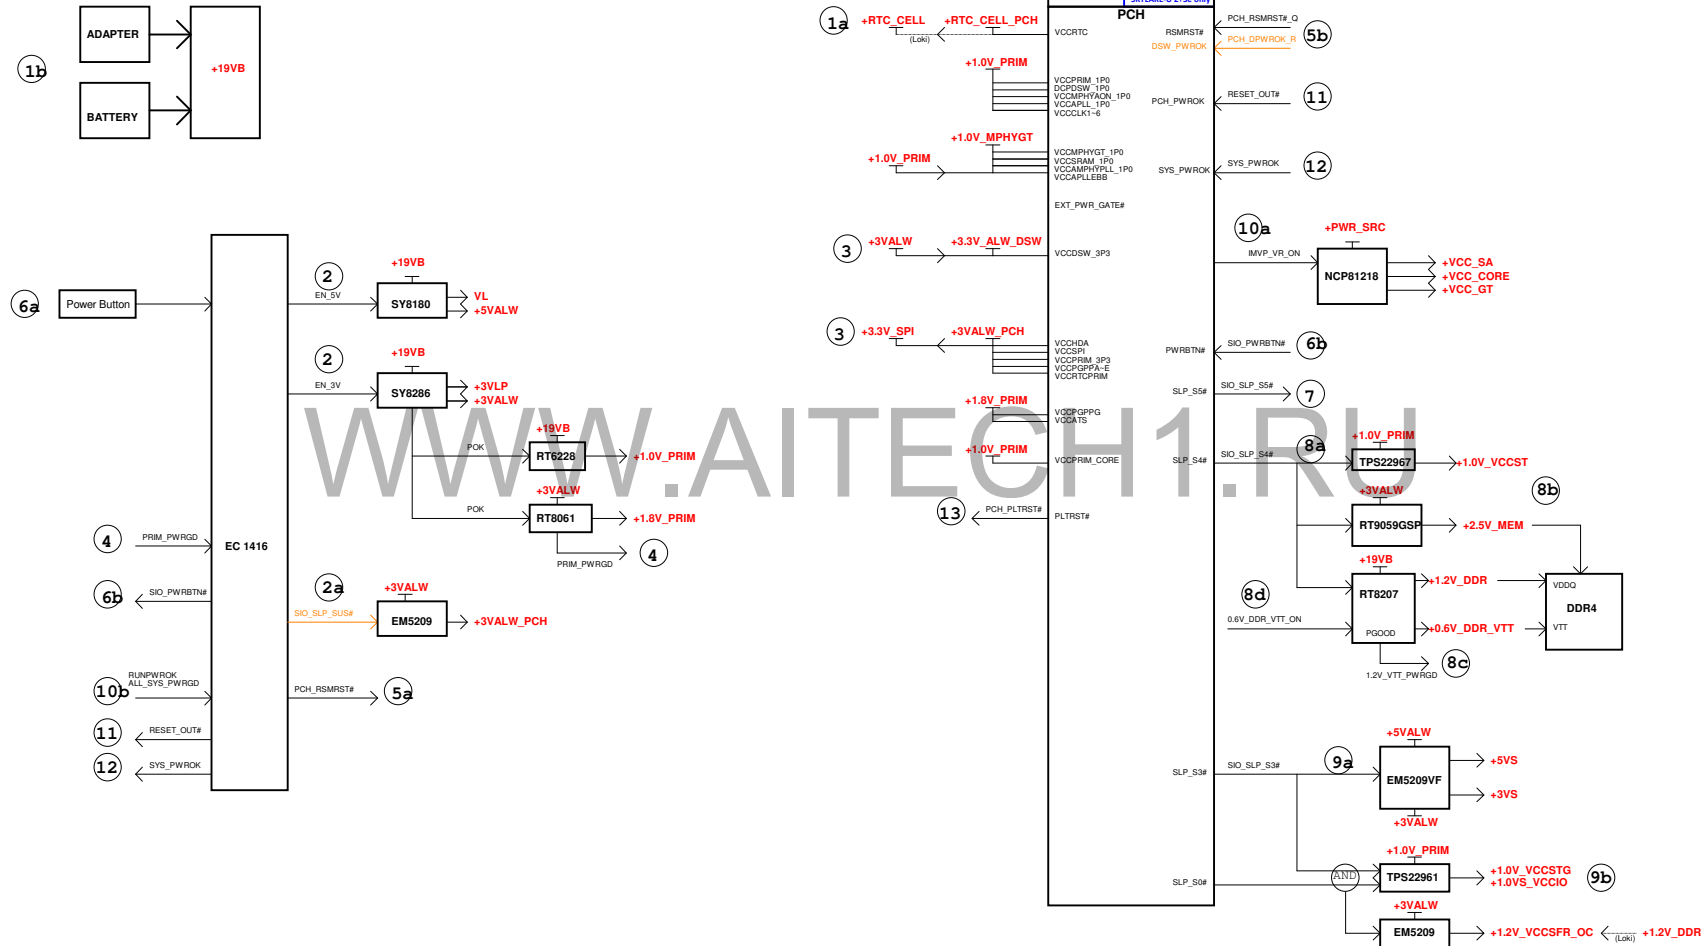 ADAPTER
BATTERY
+19VB
1b
6a
Power Button
EC 1416
2
EN_5V
+19VB
SY8180
VL
+5VALW
2
EN_3V
+19VB
SY8286
+3VLP
+3VALW
POK
+19VB
RT6228
+1.0V_PRIM
POK
+3VALW
RT8061
+1.8V_PRIM
PRIM_PWRGD
4
4
PRIM_PWRGD
6b
SIO_PWRBTN#
2a
SIO_SLP_SUS#
+3VALW
EM5209
+3VALW_PCH
10b
RUNPWROK
ALL_SYS_PWRGD
PCH_RSMRST#
5a
11
RESET_OUT#
12
SYS_PWROK
PCH
1a
+RTC_CELL
(Loki)
+RTC_CELL_PCH
VCCRTC
+1.0V_PRIM
VCCPRIM_1P0
DCPDSW_1P0
VCCMPHYAON_1P0
VCCAPLL_1P0
VCCCLK1~6
+1.0V_PRIM
+1.0V_MPHYGT
VCCMPHYGT_1P0
VCCSRAM_1P0
VCCAMPHYPLL_1P0
VCCAPLLEBB
EXT_PWR_GATE#
3
+3VALW
+3.3V_ALW_DSW
VCCDSW_3P3
3
+3.3V_SPI
+3VALW_PCH
VCCHDA
VCCSPI
VCCPRIM_3P3
VCCPGPPA~E
VCCRTCPRIM
+1.8V_PRIM
VCCPGPPG
VCCATS
+1.0V_PRIM
VCCPRIM_CORE
13
PCH_PLTRST#
PLTRST#
RSMRST#
PCH_RSMRST#_Q
DSW_PWROK
PCH_DPWROK_R
5b
PCH_PWROK
RESET_OUT#
11
SYS_PWROK
SYS_PWROK
12
10a
IMVP_VR_ON
+PWR_SRC
NCP81218
+VCC_SA
+VCC_CORE
+VCC_GT
PWRBTN#
SIO_PWRBTN#
6b
SLP_S5#
SIO_SLP_S5#
7
SLP_S4#
SIO_SLP_S4#
8a
+1.0V_PRIM
TPS22967
+1.0V_VCCST
+3VALW
RT9059GSP
+2.5V_MEM
8b
+19VB
RT8207
PGOOD
+1.2V_DDR
8d
0.6V_DDR_VTT_ON
+0.6V_DDR_VTT
VDDQ
DDR4
VTT
8c
1.2V_VTT_PWRGD
SLP_S3#
SIO_SLP_S3#
9a
+5VALW
EM5209VF
+5VS
+3VS
+3VALW
+1.0V_PRIM
AND
TPS22961
+1.0V_VCCSTG
+1.0VS_VCCIO
9b
SLP_S0#
+3VALW
EM5209
+1.2V_VCCSFR_OC
(Loki)
+1.2V_DDR
WWW.AITECH1.RU